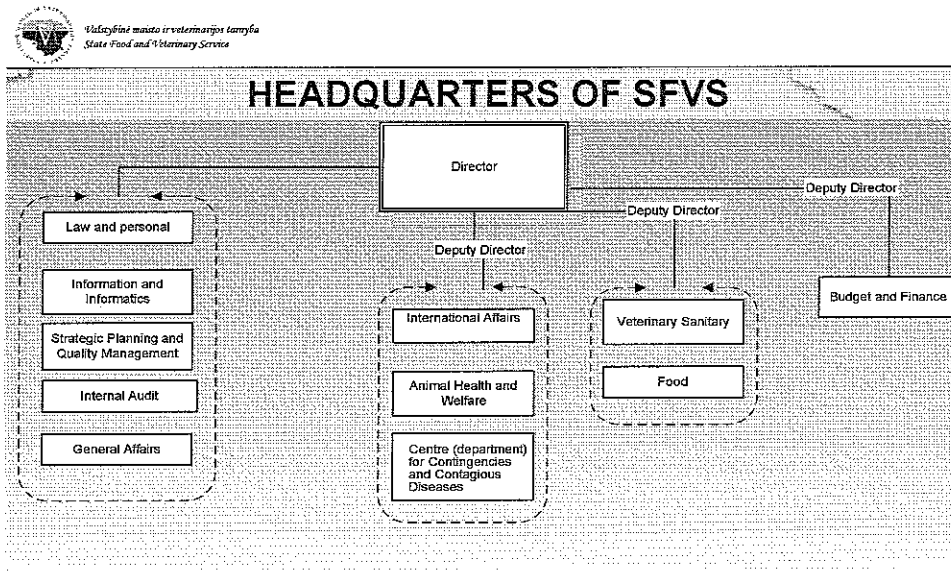 Valstybinė maisto ir veterinarijos tarnyba
State Food and Veterinary Service
HEADQUARTERS OF SFVS
Director
Deputy Director
Deputy Director
Deputy Director
Law and personal
Information and
Informatics
Strategic Planning and
Quality Management
Internal Audit
General Affairs
International Affairs
Animal Health and
Welfare
Centre (department)
for Contingencies
and Contagious
Diseases
Veterinary Sanitary
Food
Budget and Finance